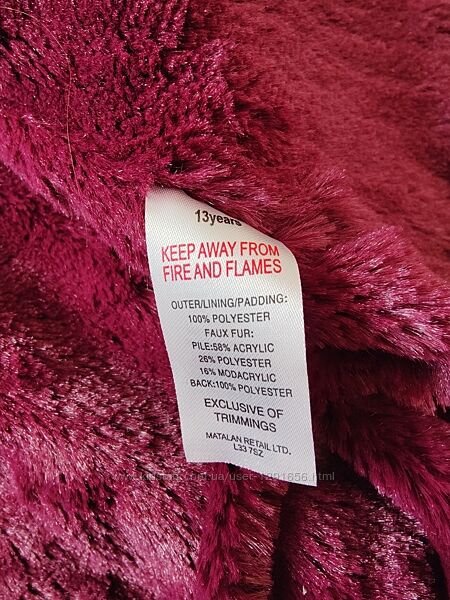 13years
KEEP AWAY FROM
FIRE AND FLAMES
OUTER/LINING/PADDING:
100% POLYESTER
FAUX FUR:
PILE:58% ACRYLIC
26% POLYESTER
16% MODACRYLIC
BACK:100% POLYESTER
EXCLUSIVE OF
TRIMMINGS
MATALAN RETAIL LTD.
L33 7SZ